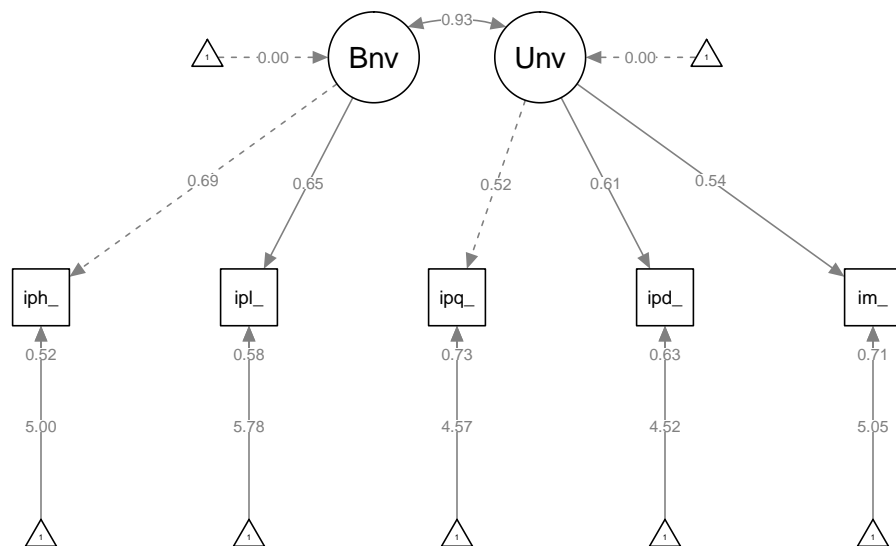 0.93
1 0.00 Bnv Unv 0.00 1
0.69 0.65 0.52 0.61 0.54
iph_ ipl_ ipq_ ipd_ im_
0.52 0.58 0.73 0.63 0.71
5.00 5.78 4.57 4.52 5.05
1 1 1 1 1